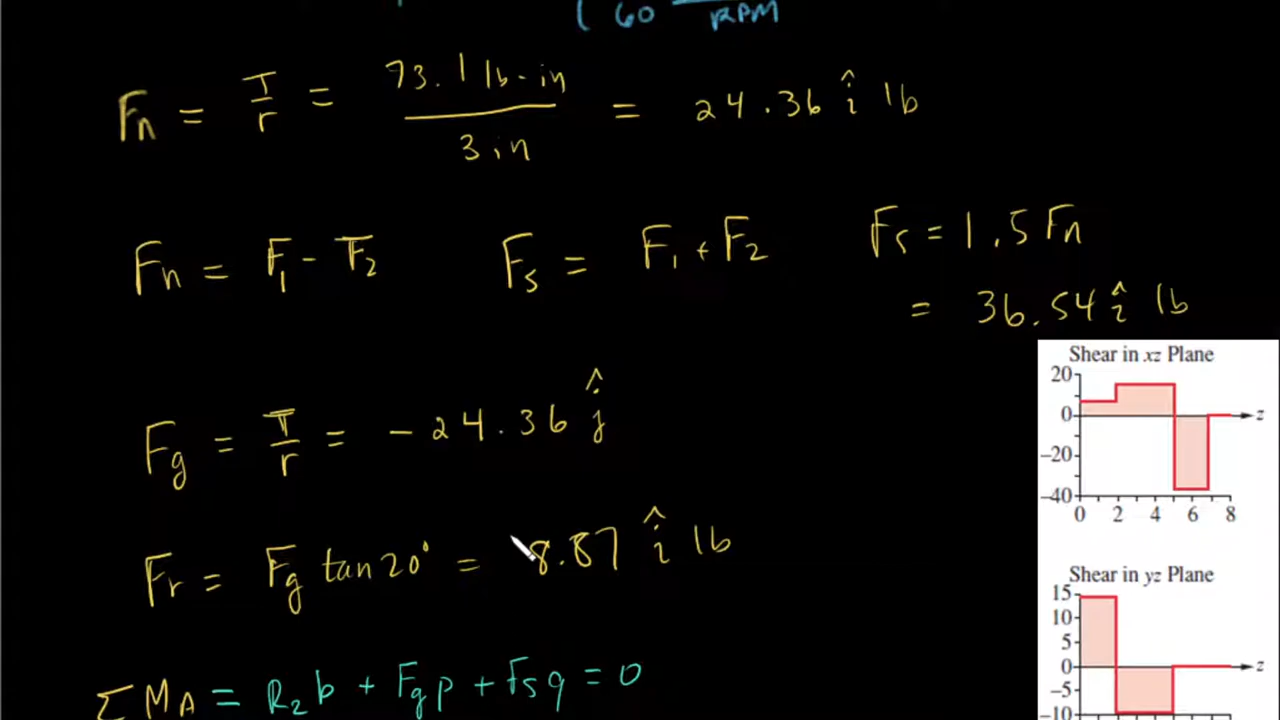 ( 60 RPM
Fn = T/r = 73.1 lb-in / 3 in = 24.36 î lb
Fn = F₁ - F₂ Fs = F₁ + F₂ Fs = 1.5 Fn
= 36.54 î lb
Shear in xz Plane
20
0
-20
-40
0 2 4 6 8
z
Fg = T/r = -24.36 ĵ
Fr = Fg tan 20° = 8.87 î lb
Shear in yz Plane
15
10
5
0
-5
-10
z
ΣMA = R₂b + Fgp + Fsq = 0